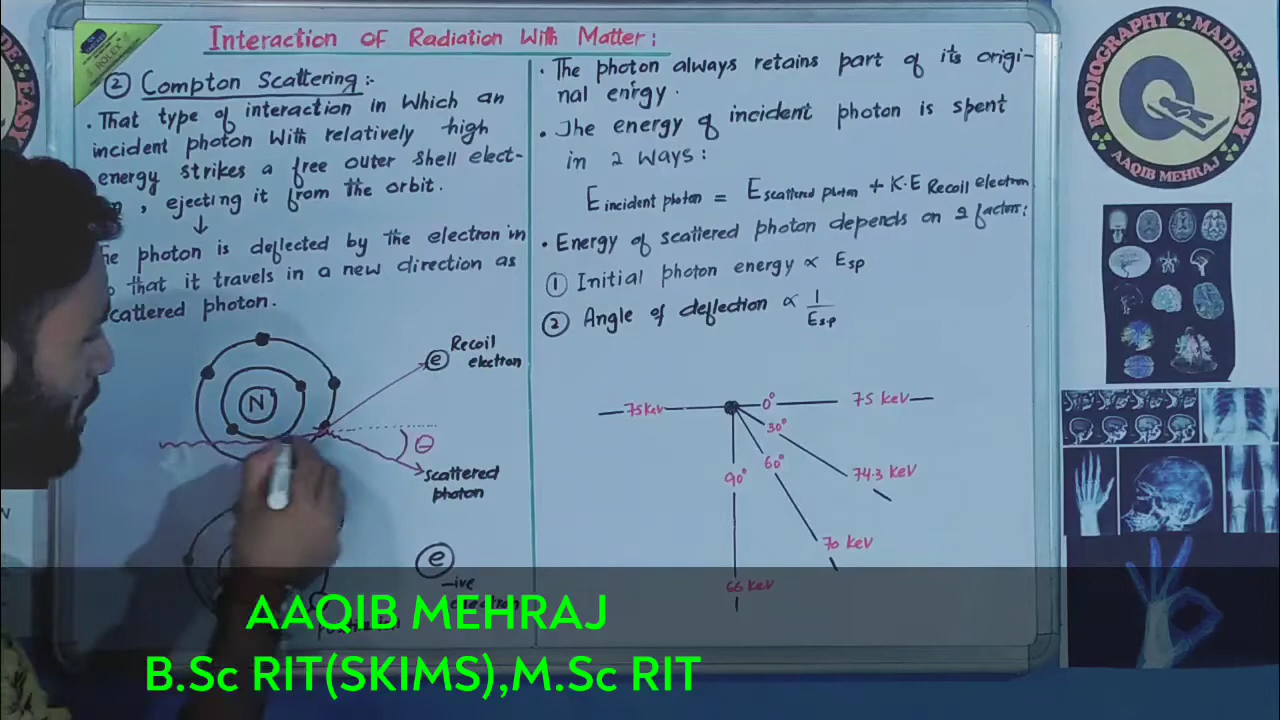 Interaction OF Radiation With Matter:
② Compton Scattering:-
• That type of interaction in which an
incident photon with relatively high
energy strikes a free outer shell elect-
, ejecting it from the orbit.
↓
photon is deflected by the electron in
that it travels in a new direction as
scattered photon.
N
e
Recoil
electron
θ
scattered
photon
e
-ive
• The photon always retains part of its origi-
nal energy.
• The energy of incident photon is spent
in 2 ways:
E incident photon = E scattered photon + K.E Recoil electron
• Energy of scattered photon depends on 2 factors:
① Initial photon energy ∝ Esp
② Angle of deflection ∝ 1/Esp
75 KeV
0°
75 KeV
30°
74.3 KeV
60°
70 KeV
90°
66 KeV
RADIOGRAPHY MADE EASY
AAQIB MEHRAJ
AAQIB MEHRAJ
B.Sc RIT(SKIMS),M.Sc RIT